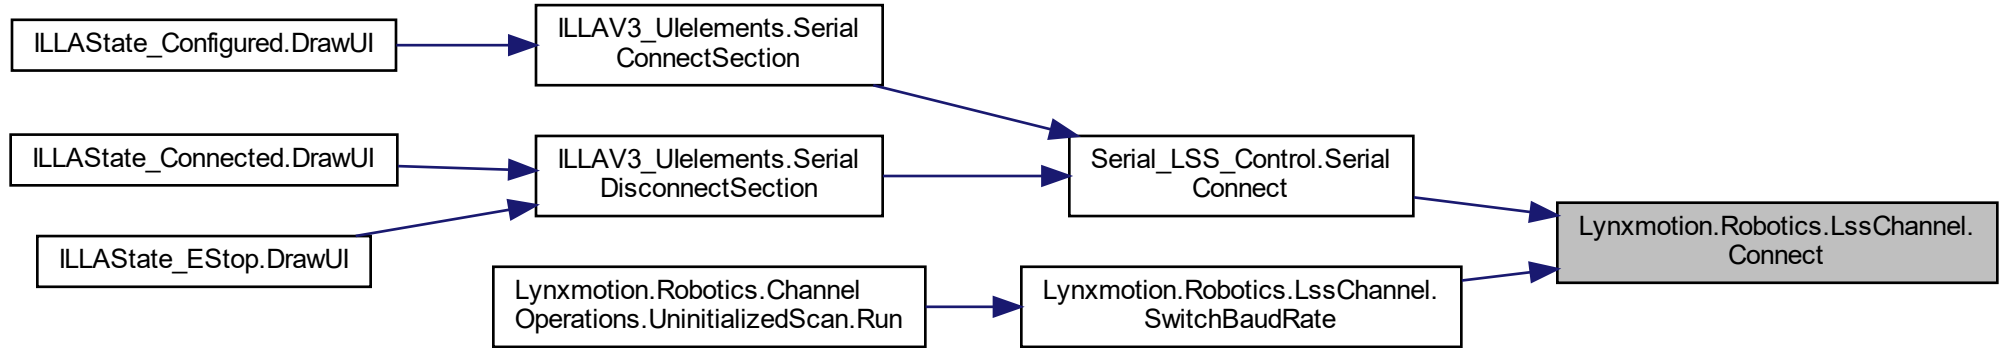 ILLAState_Configured.DrawUI
ILLAV3_UIelements.Serial
ConnectSection
ILLAState_Connected.DrawUI
ILLAV3_UIelements.Serial
DisconnectSection
Serial_LSS_Control.Serial
Connect
Lynxmotion.Robotics.LssChannel.
Connect
ILLAState_EStop.DrawUI
Lynxmotion.Robotics.Channel
Operations.UninitializedScan.Run
Lynxmotion.Robotics.LssChannel.
SwitchBaudRate